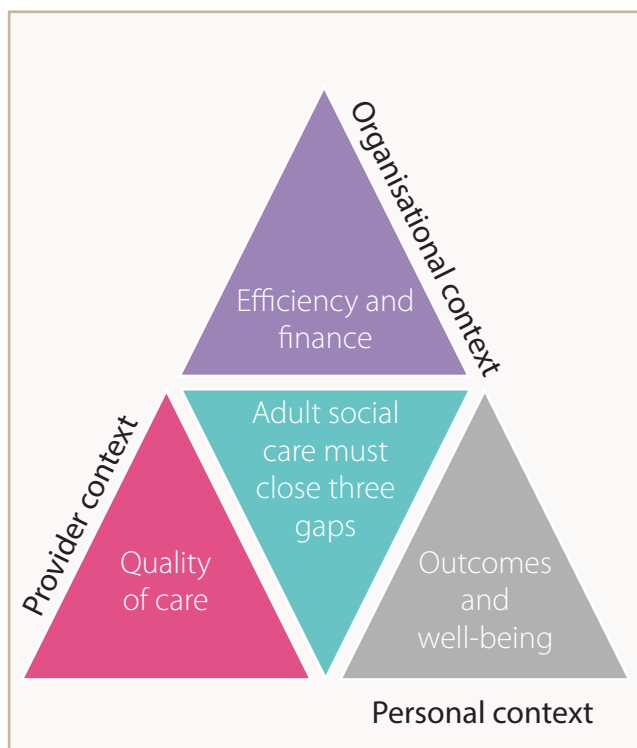 Organisational context
Efficiency and
finance
Provider context
Adult social
care must
close three
gaps
Quality
of care
Outcomes
and
well-being
Personal context